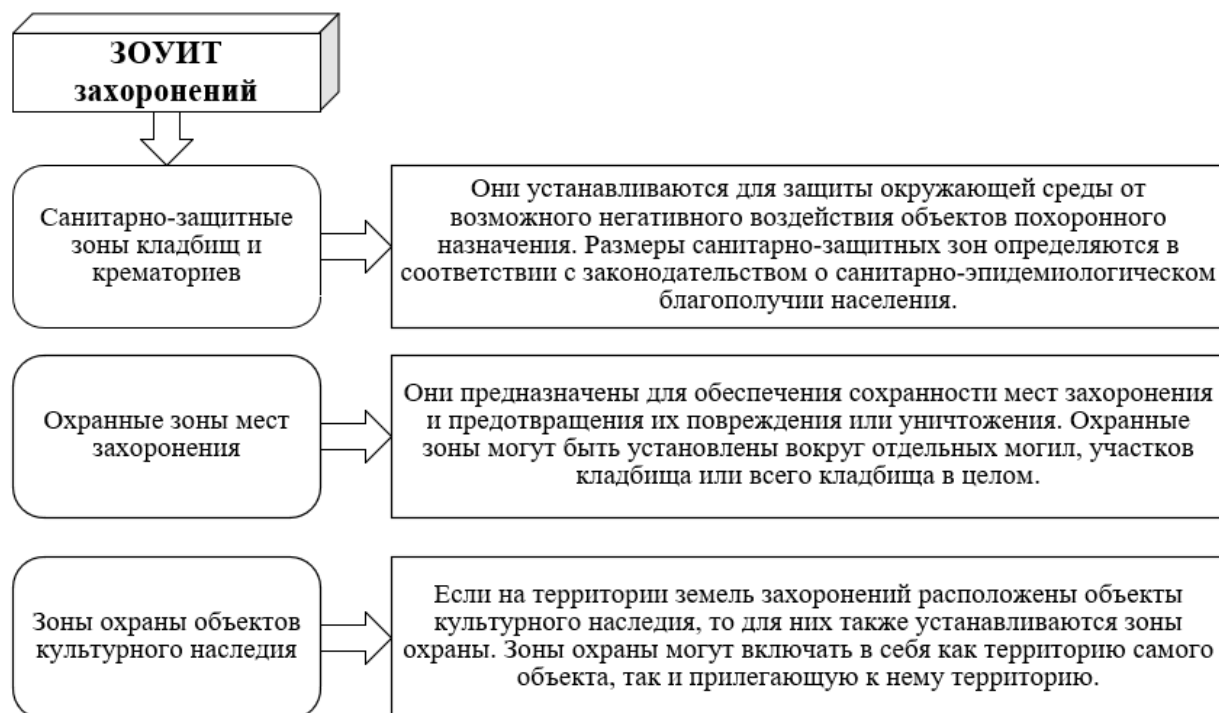 ЗОУИТ
захоронений
Санитарно-защитные
зоны кладбищ и
крематориев
Они устанавливаются для защиты окружающей среды от
возможного негативного воздействия объектов похоронного
назначения. Размеры санитарно-защитных зон определяются в
соответствии с законодательством о санитарно-эпидемиологическом
благополучии населения.
Охранные зоны мест
захоронения
Они предназначены для обеспечения сохранности мест захоронения
и предотвращения их повреждения или уничтожения. Охранные
зоны могут быть установлены вокруг отдельных могил, участков
кладбища или всего кладбища в целом.
Зоны охраны объектов
культурного наследия
Если на территории земель захоронений расположены объекты
культурного наследия, то для них также устанавливаются зоны
охраны. Зоны охраны могут включать в себя как территорию самого
объекта, так и прилегающую к нему территорию.